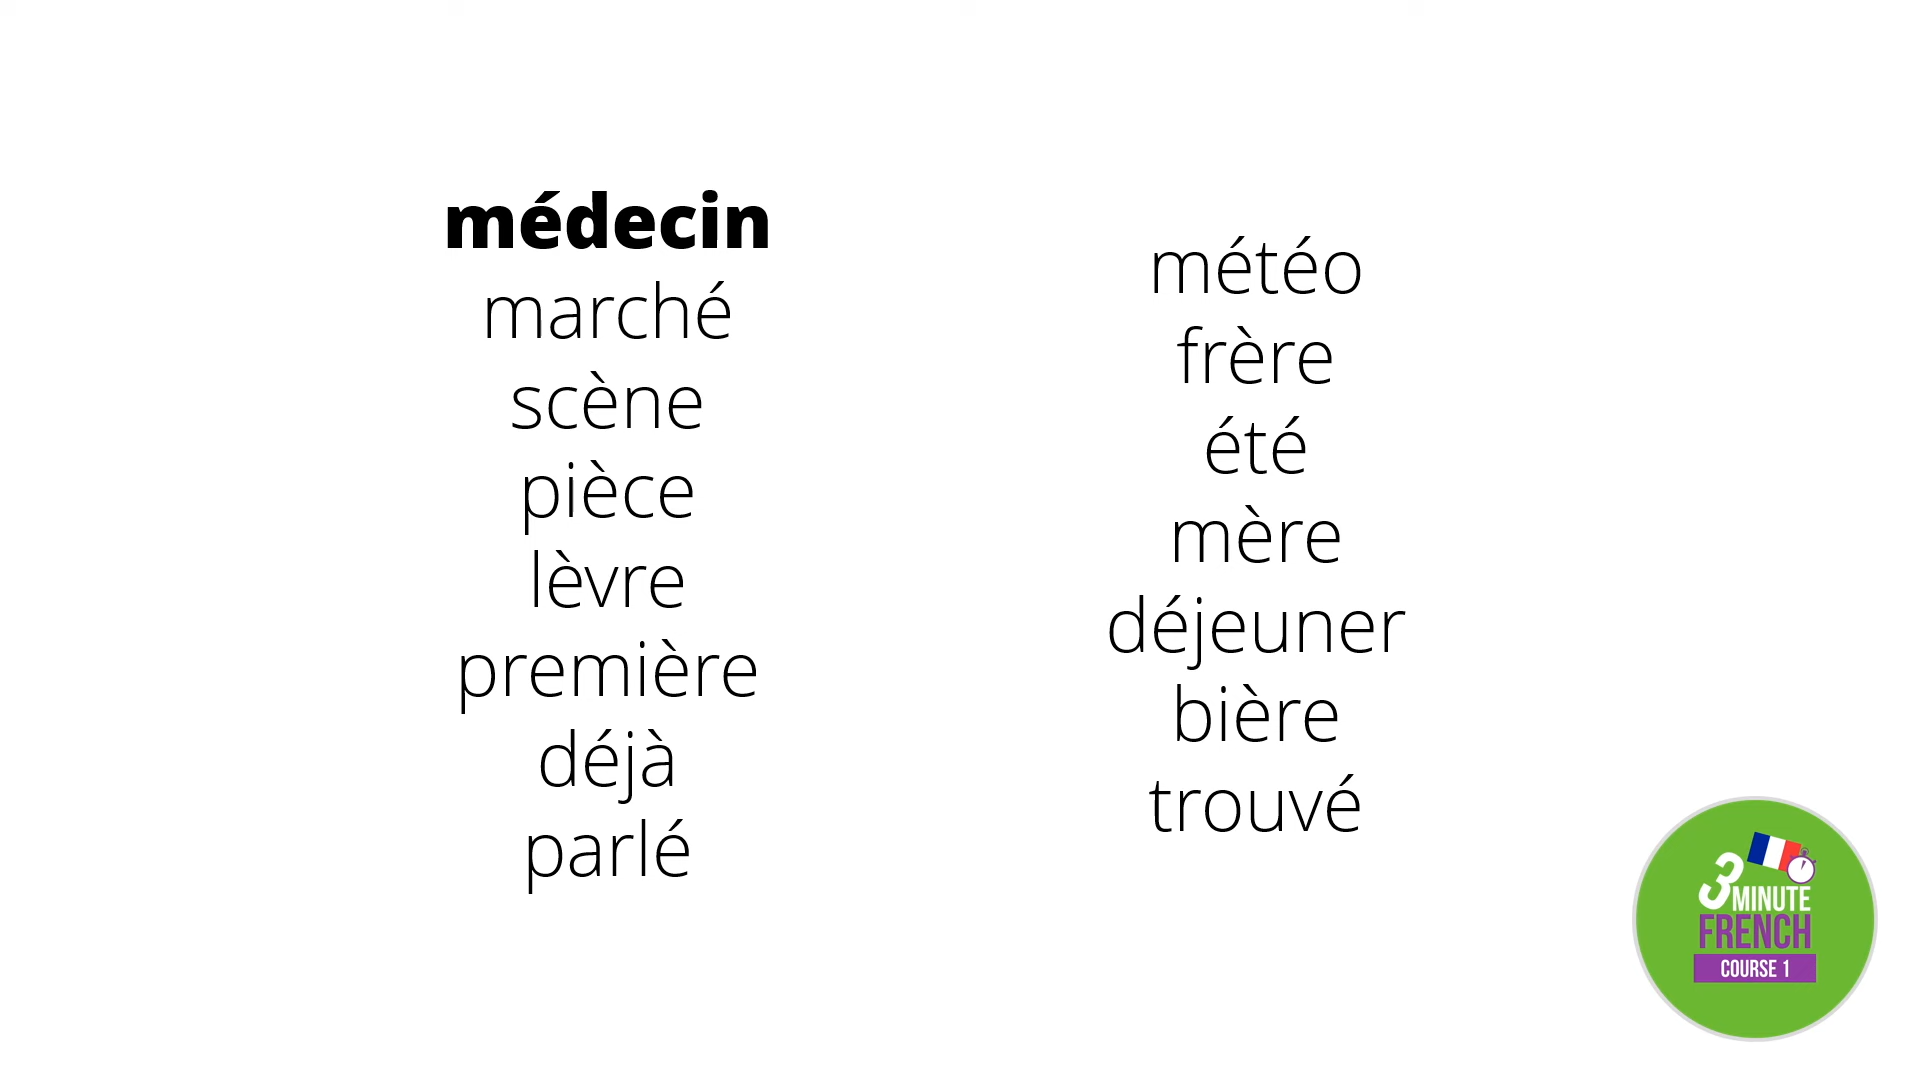 médecin
marché
scène
pièce
lèvre
première
déjà
parlé
météo
frère
été
mère
déjeuner
bière
trouvé
3 MINUTE
FRENCH
COURSE 1